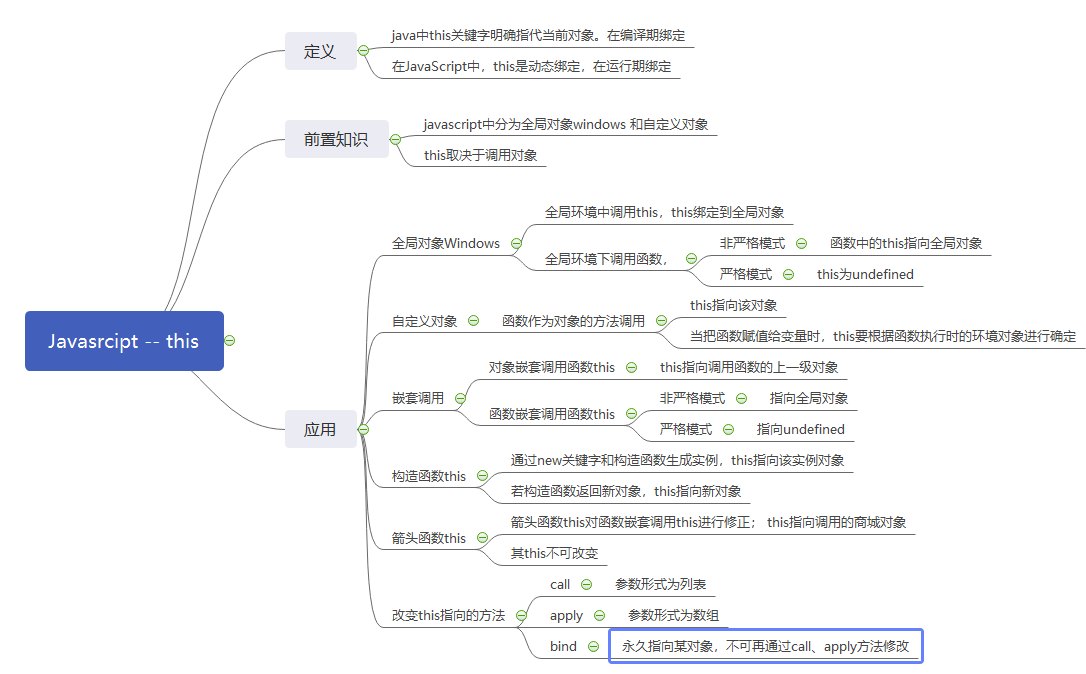 Javasrcipt -- this
定义
java中this关键字明确指代当前对象。在编译期绑定
在JavaScript中，this是动态绑定，在运行期绑定
前置知识
javascript中分为全局对象windows 和自定义对象
this取决于调用对象
应用
全局对象Windows
全局环境中调用this，this绑定到全局对象
全局环境下调用函数，
非严格模式
函数中的this指向全局对象
严格模式
this为undefined
自定义对象
函数作为对象的方法调用
this指向该对象
当把函数赋值给变量时，this要根据函数执行时的环境对象进行确定
嵌套调用
对象嵌套调用函数this
this指向调用函数的上一级对象
函数嵌套调用函数this
非严格模式
指向全局对象
严格模式
指向undefined
构造函数this
通过new关键字和构造函数生成实例，this指向该实例对象
若构造函数返回新对象，this指向新对象
箭头函数this
箭头函数this对函数嵌套调用this进行修正； this指向调用的商城对象
其this不可改变
改变this指向的方法
call
参数形式为列表
apply
参数形式为数组
bind
永久指向某对象，不可再通过call、apply方法修改